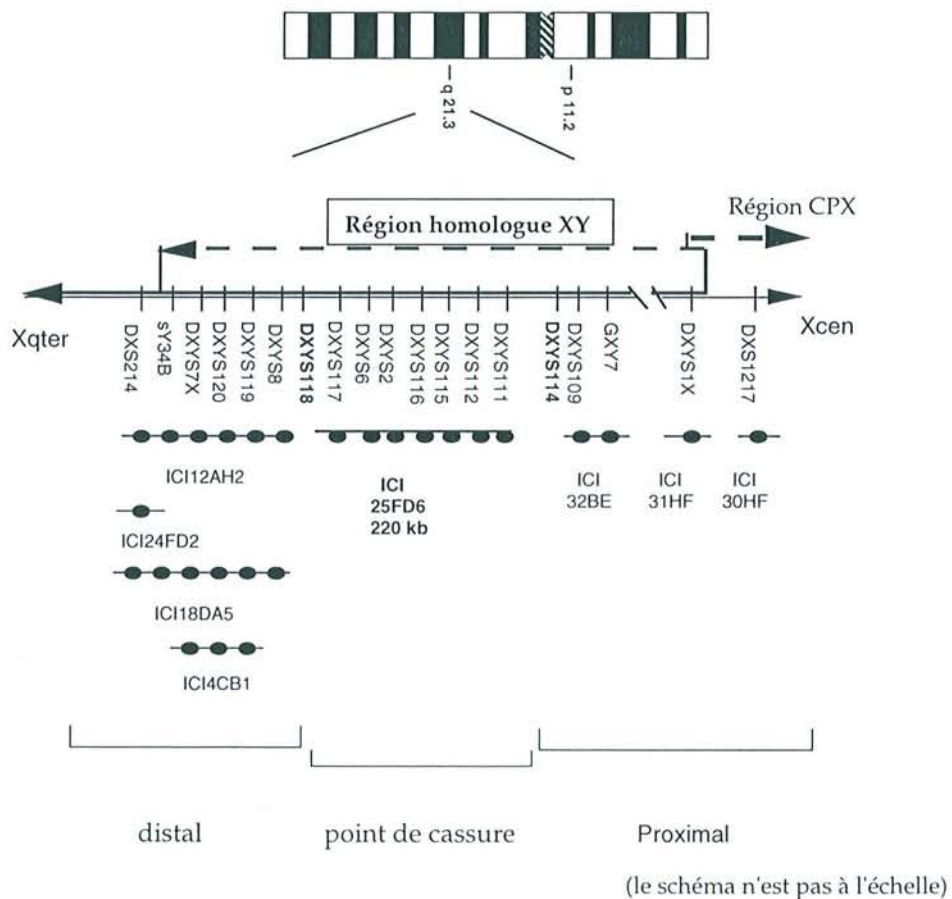 q 21.3
p 11.2
Région homologue XY
Région CPX
Xqter
Xcen
DXS214
sY34B
DXYS7X
DXYS120
DXYS119
DXYS8
DXYS118
DXYS117
DXYS6
DXYS2
DXYS116
DXYS115
DXYS112
DXYS111
DXYS114
DXYS109
GXY7
DXYS1X
DXS1217
ICI12AH2
ICI
25FD6
220 kb
ICI
32BE
ICI
31HF
ICI
30HF
ICI24FD2
ICI18DA5
ICI4CB1
distal
point de cassure
Proximal
(le schéma n'est pas à l'échelle)